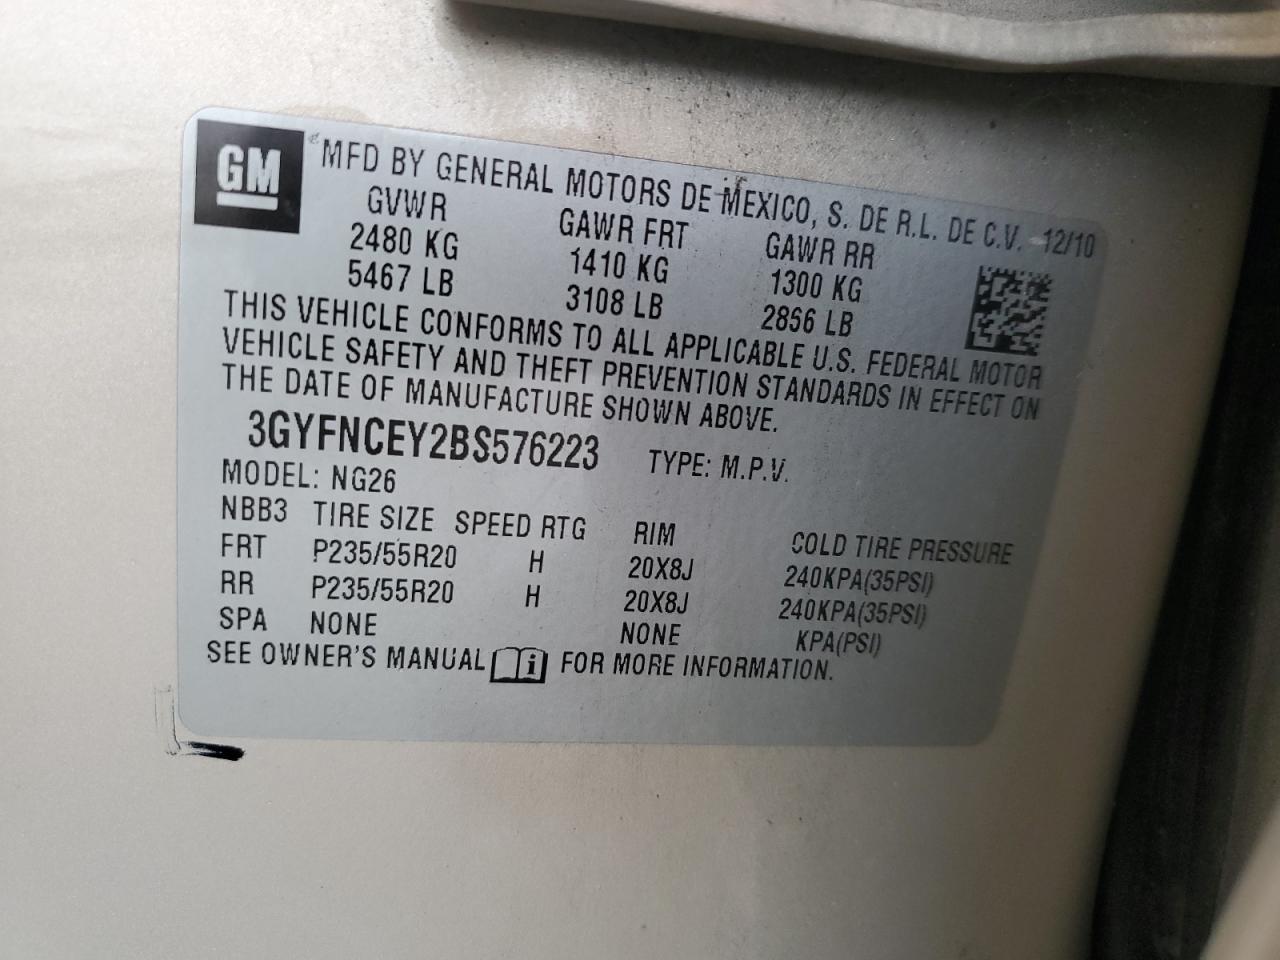 GM
MFD BY GENERAL MOTORS DE MEXICO, S. DE R.L. DE C.V. 12/10
GVWR GAWR FRT GAWR RR
2480 KG 1410 KG 1300 KG
5467 LB 3108 LB 2856 LB
THIS VEHICLE CONFORMS TO ALL APPLICABLE U.S. FEDERAL MOTOR
VEHICLE SAFETY AND THEFT PREVENTION STANDARDS IN EFFECT ON
THE DATE OF MANUFACTURE SHOWN ABOVE.
3GYFNCEY2BS576223 TYPE: M.P.V.
MODEL: NG26
NBB3 TIRE SIZE SPEED RTG RIM COLD TIRE PRESSURE
FRT P235/55R20 H 20X8J 240KPA(35PSI)
RR P235/55R20 H 20X8J 240KPA(35PSI)
SPA NONE NONE KPA(PSI)
SEE OWNER'S MANUAL i FOR MORE INFORMATION.